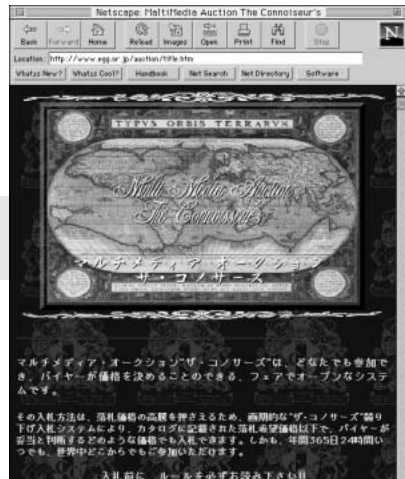 Netscape: MaltiMedia Auction The Connoiseur's
Back Forward Home Reload Images Open Print Find Stop
N
Location: http://www.egg.or.jp/auction/title.htm
What's New? What's Cool? Handbook Net Search Net Directory Software
TYPVS ORBIS TERRARVM
Multi Media Auction
The Connoisseur's
マルチメディア・オークション
ザ・コノサーズ
マルチメディア・オークション"ザ・コノサーズ"は、どなたでも参加で
き、バイヤーが価格を決めることのできる、フェアでオープンなシステ
ムです。
その入札方法は、落札価格の高騰を押さえるため、画期的な"ザ・コノサーズ"競り
下げ入札システムにより、カタログに記載された落札希望価格以下で、バイヤーが
妥当と判断するどのような価格でも入札できます。しかも、年間365日24時間い
つでも、世界中どこからでもご参加いただけます。
入札前に、ルールを必ずお読み下さい!!